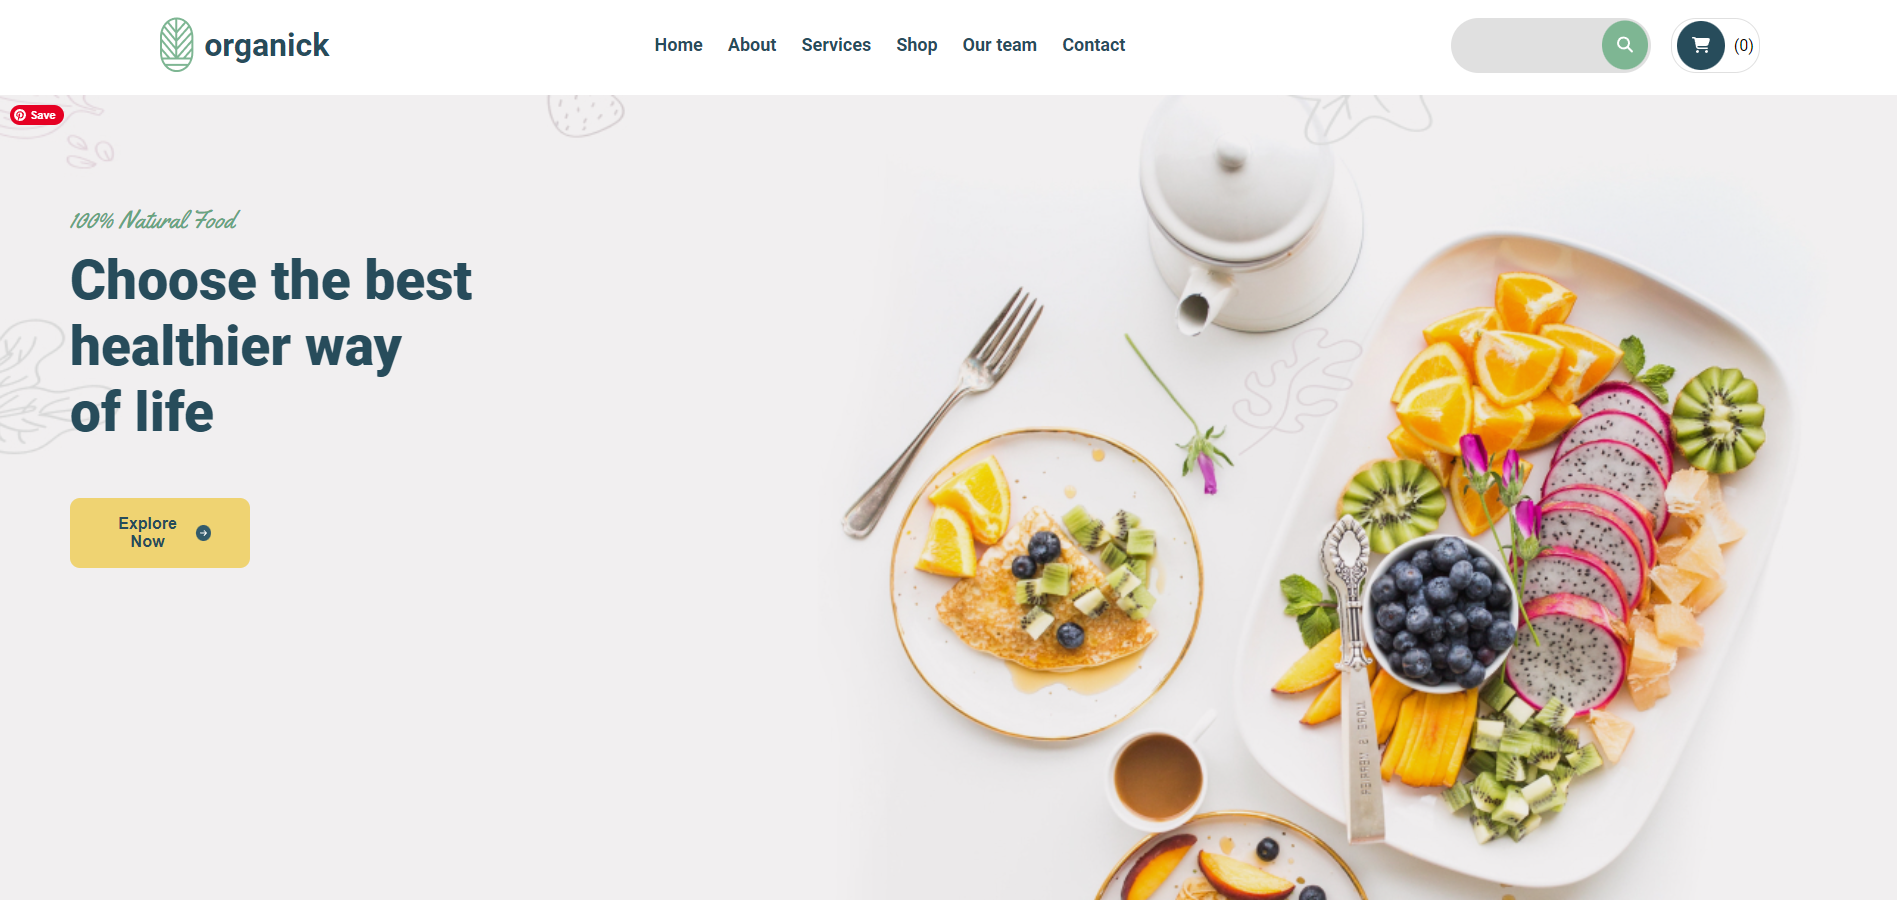 organick
Home About Services Shop Our team Contact
(0)
Save
100% Natural Food
Choose the best
healthier way
of life
Explore
Now